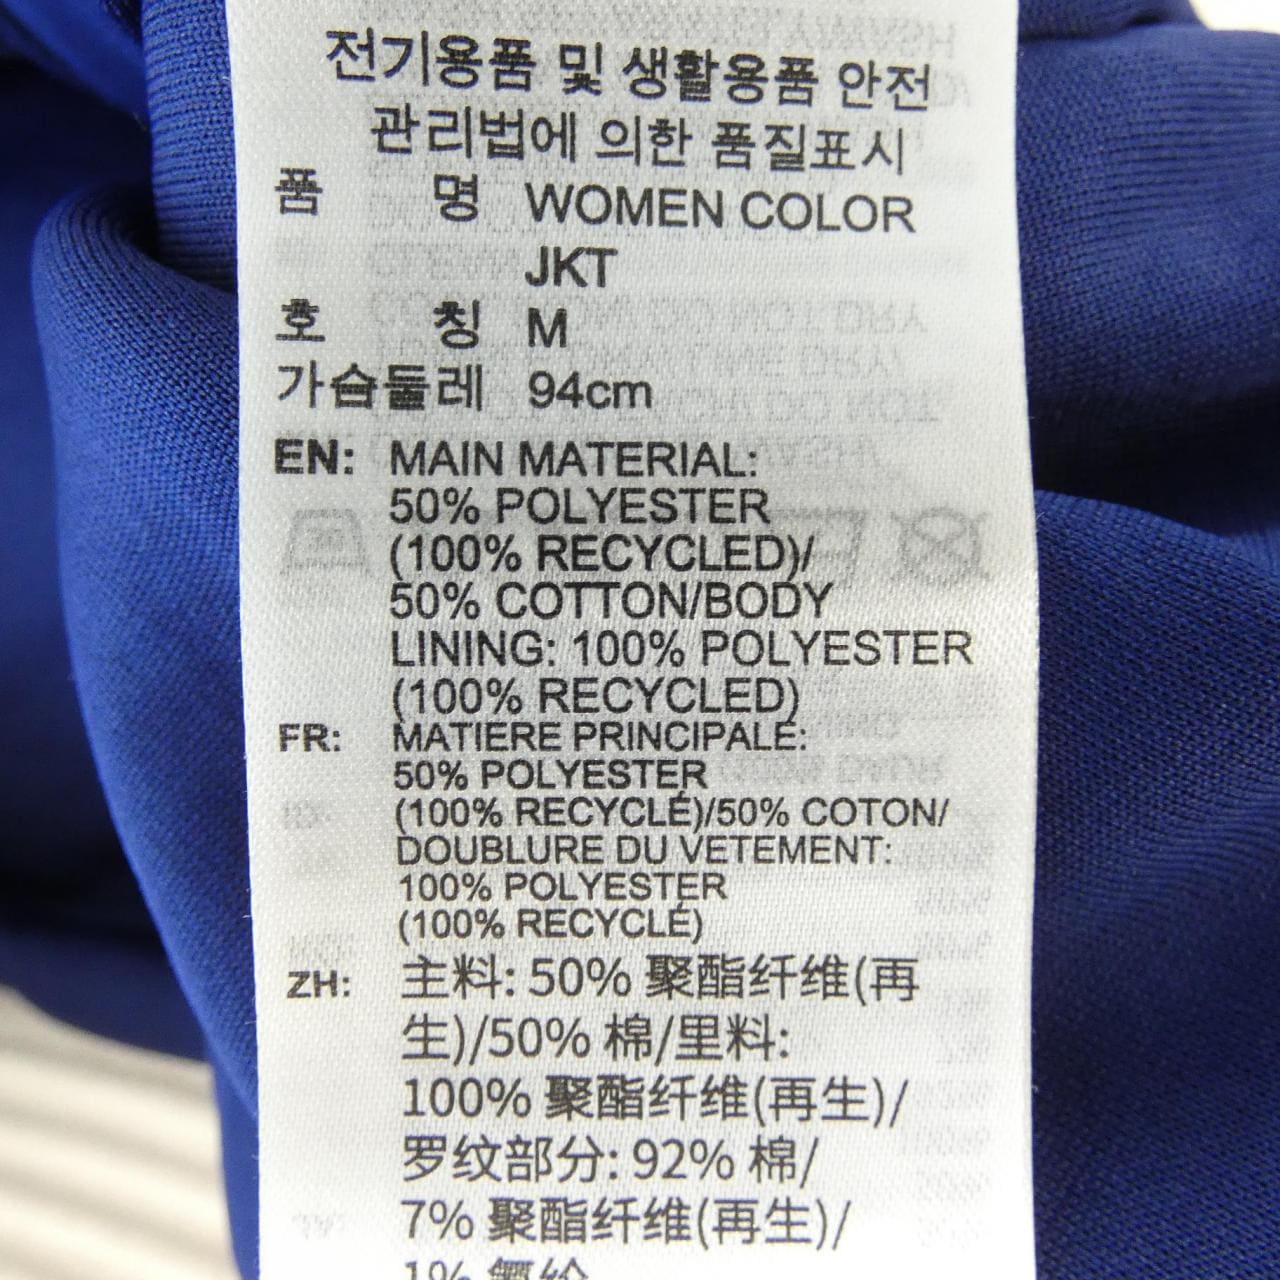 전기용품 및 생활용품 안전
관리법에 의한 품질표시
품 명 WOMEN COLOR
JKT
호 칭 M
가슴둘레 94cm
EN: MAIN MATERIAL:
50% POLYESTER
(100% RECYCLED)/
50% COTTON/BODY
LINING: 100% POLYESTER
(100% RECYCLED)
FR: MATIERE PRINCIPALE:
50% POLYESTER
(100% RECYCLÉ)/50% COTON/
DOUBLURE DU VETEMENT:
100% POLYESTER
(100% RECYCLÉ)
ZH: 主料: 50% 聚酯纤维(再
生)/50% 棉/里料:
100% 聚酯纤维(再生)/
罗纹部分: 92% 棉/
7% 聚酯纤维(再生)/
1% 氨纶